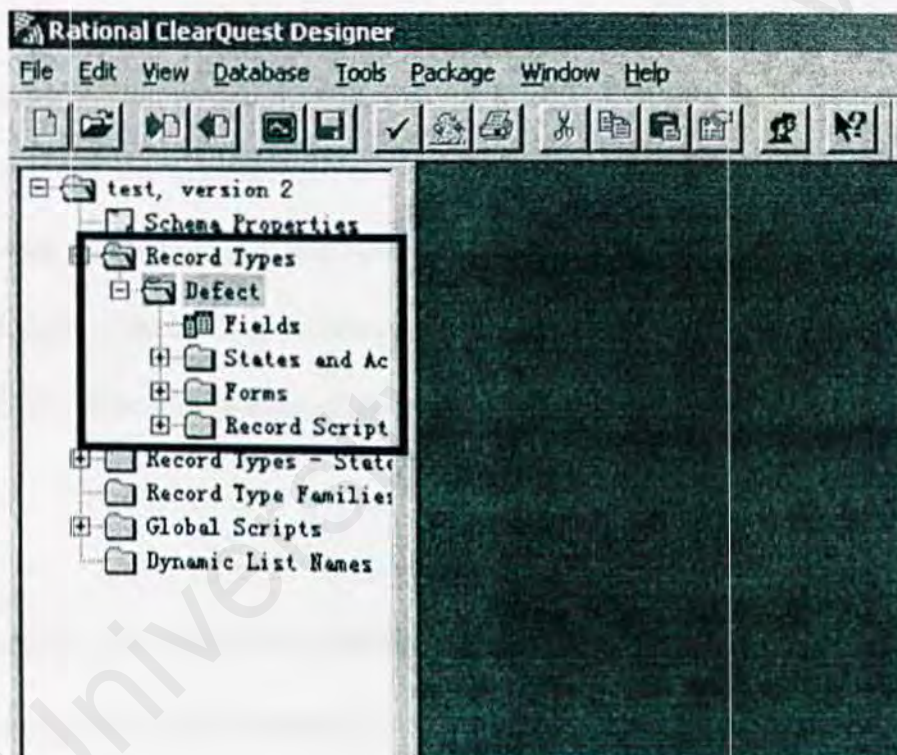 Rational ClearQuest Designer
File Edit View Database Tools Package Window Help
test, version 2
Schema Properties
Record Types
Defect
Fields
States and Ac
Forms
Record Script
Record Types - State
Record Type Families
Global Scripts
Dynamic List Names